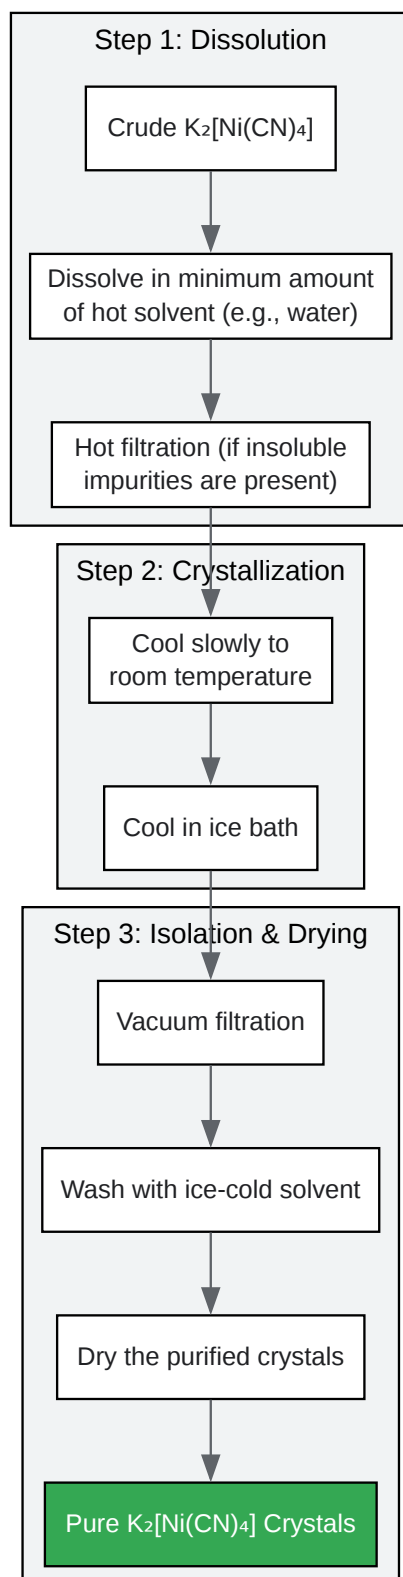 Step 1: Dissolution
Crude K₂[Ni(CN)₄]
Dissolve in minimum amount
of hot solvent (e.g., water)
Hot filtration (if insoluble
impurities are present)
Step 2: Crystallization
Cool slowly to
room temperature
Cool in ice bath
Step 3: Isolation & Drying
Vacuum filtration
Wash with ice-cold solvent
Dry the purified crystals
Pure K₂[Ni(CN)₄] Crystals